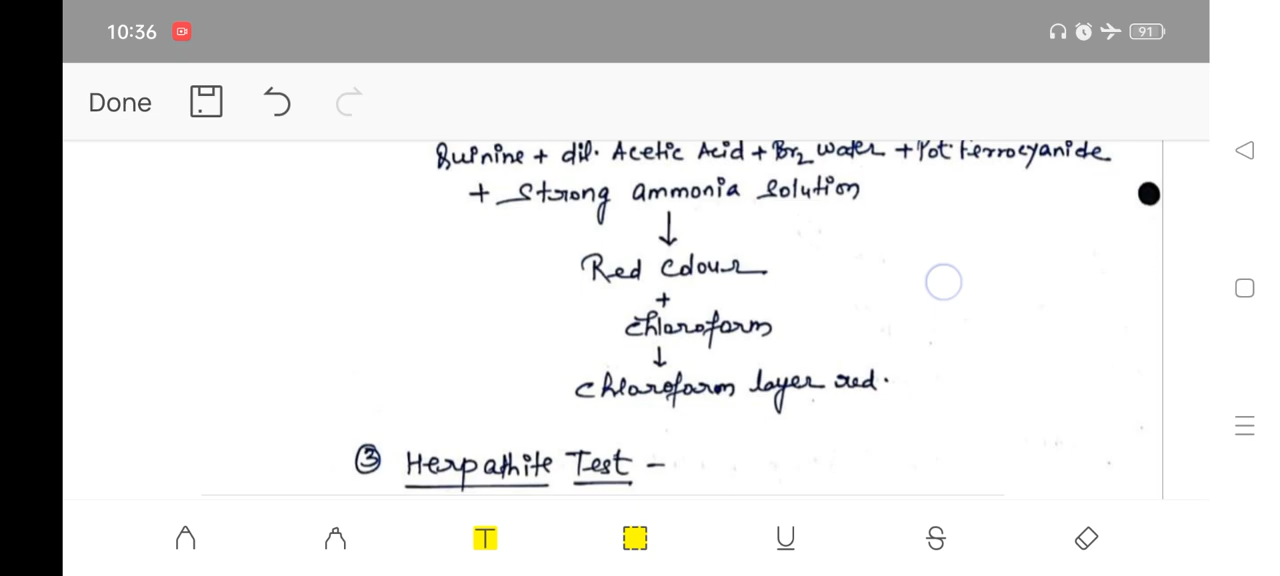 10:36
91
Done
Quinine + dil. Acetic Acid + Br2 water + Pot. Ferrocyanide
+ Strong ammonia solution
↓
Red colour
+
chloroform
↓
chloroform layer red.
③ Herpathite Test -
T
U
S